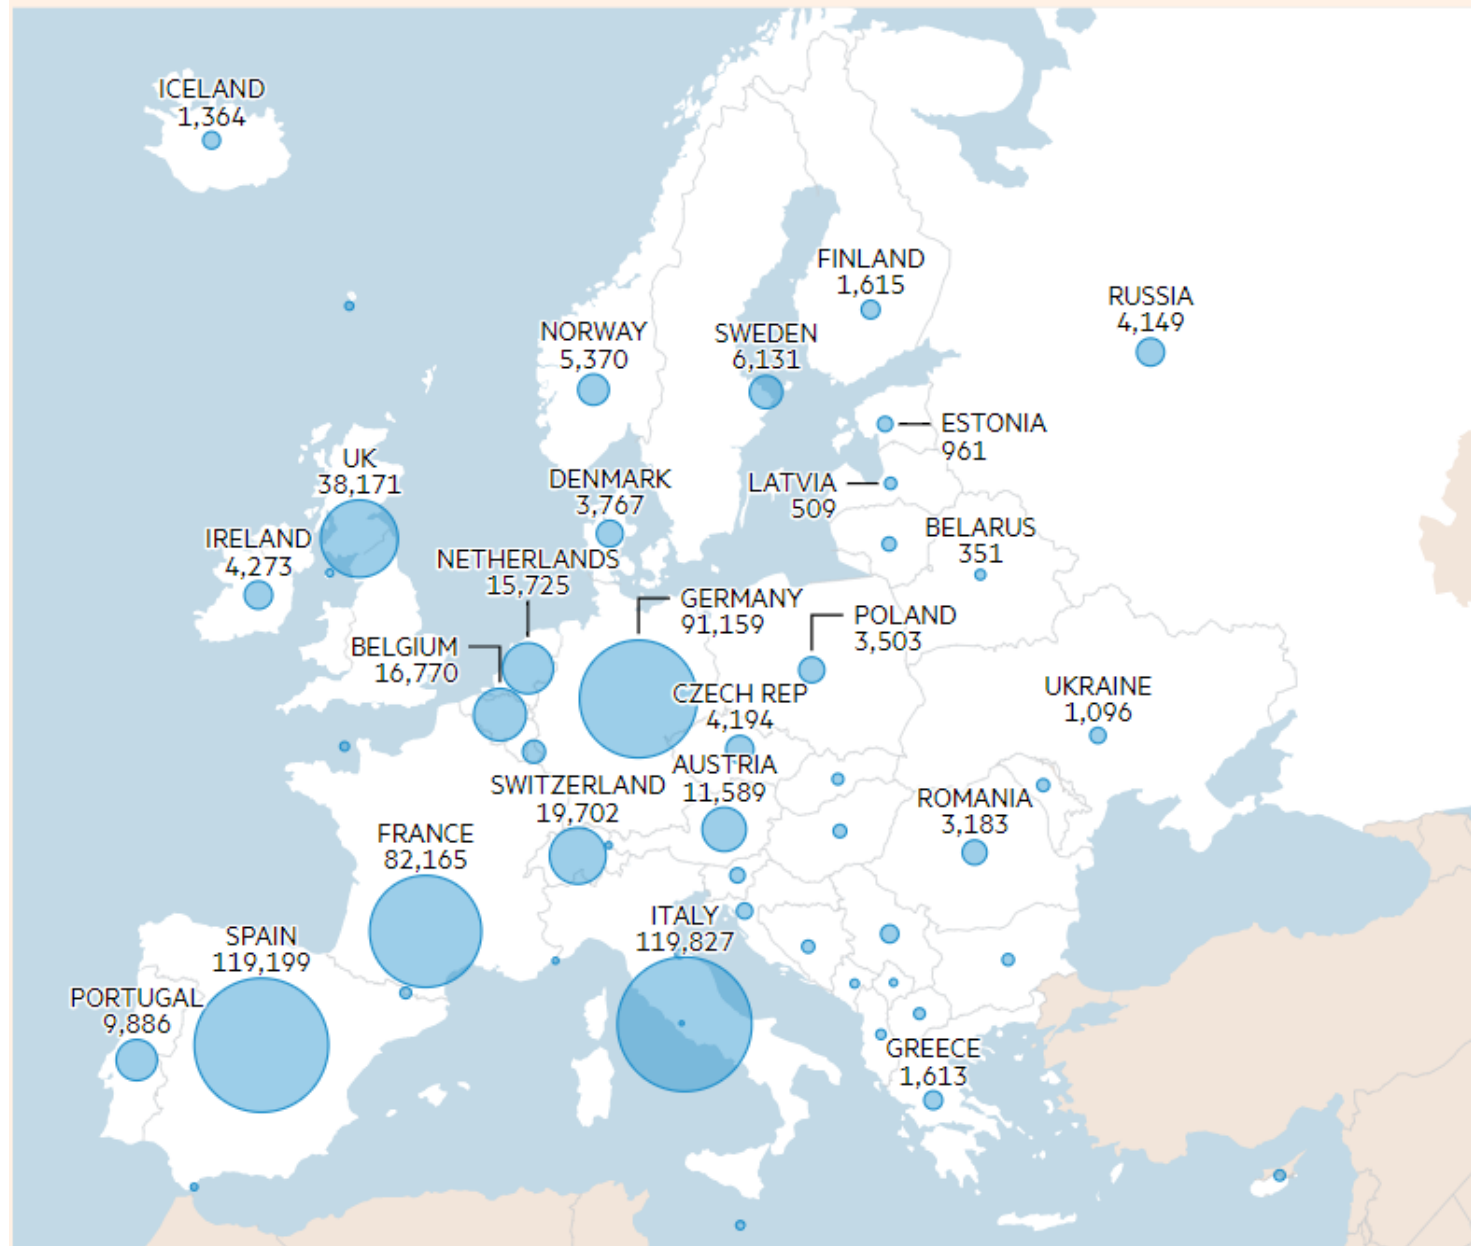 ICELAND
1,364
FINLAND
1,615
RUSSIA
4,149
NORWAY
5,370
SWEDEN
6,131
ESTONIA
961
UK
38,171
DENMARK
3,767
LATVIA
509
IRELAND
4,273
BELARUS
351
NETHERLANDS
15,725
GERMANY
91,159
POLAND
3,503
BELGIUM
16,770
CZECH REP
4,194
UKRAINE
1,096
AUSTRIA
11,589
SWITZERLAND
19,702
ROMANIA
3,183
FRANCE
82,165
ITALY
119,827
SPAIN
119,199
PORTUGAL
9,886
GREECE
1,613